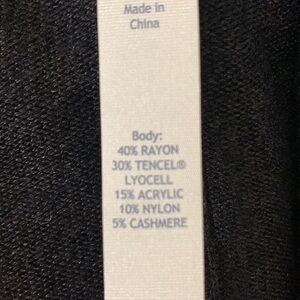 Made in
China
Body:
40% RAYON
30% TENCEL®
LYOCELL
15% ACRYLIC
10% NYLON
5% CASHMERE